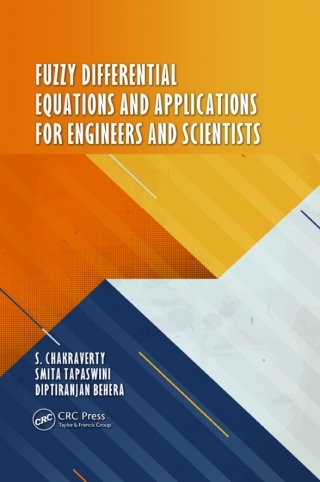 FUZZY DIFFERENTIAL
EQUATIONS AND APPLICATIONS
FOR ENGINEERS AND SCIENTISTS
S. CHAKRAVERTY
SMITA TAPASWINI
DIPTIRANJAN BEHERA
CRC
CRC Press
Taylor & Francis Group